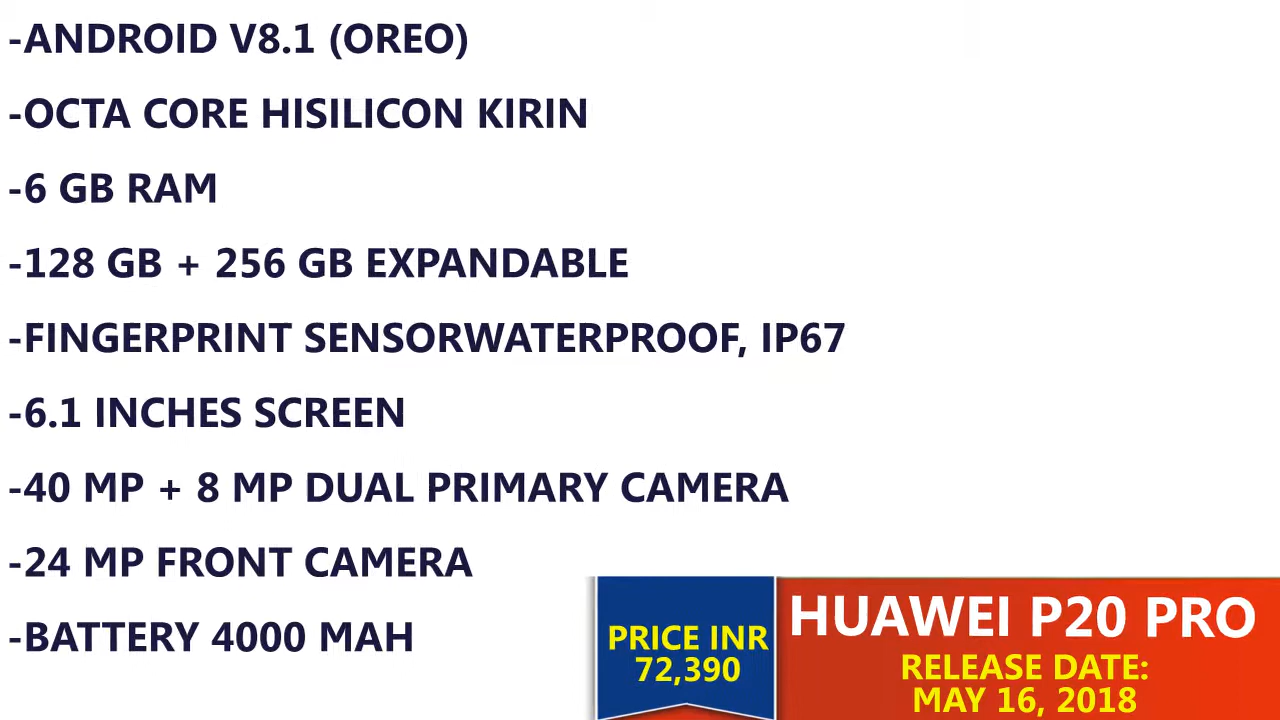 -ANDROID V8.1 (OREO)
-OCTA CORE HISILICON KIRIN
-6 GB RAM
-128 GB + 256 GB EXPANDABLE
-FINGERPRINT SENSORWATERPROOF, IP67
-6.1 INCHES SCREEN
-40 MP + 8 MP DUAL PRIMARY CAMERA
-24 MP FRONT CAMERA
-BATTERY 4000 MAH
PRICE INR
72,390
HUAWEI P20 PRO
RELEASE DATE:
MAY 16, 2018